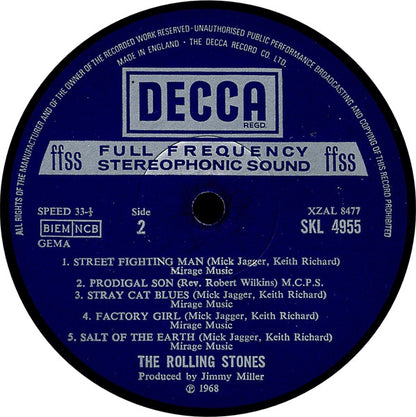 ALL RIGHTS OF THE MANUFACTURER AND OF THE OWNER OF THE RECORDED WORK RESERVED·UNAUTHORISED PUBLIC PERFORMANCE BROADCASTING AND COPYING OF THIS RECORD PROHIBITED
MADE IN ENGLAND · THE DECCA RECORD CO. LTD.
DECCA
REGD.
ffss FULL FREQUENCY ffss
STEREOPHONIC SOUND
SPEED 33-⅓ Side XZAL 8477
BIEM NCB 2 SKL 4955
GEMA
1. STREET FIGHTING MAN (Mick Jagger, Keith Richard)
Mirage Music
2. PRODIGAL SON (Rev. Robert Wilkins) M.C.P.S.
3. STRAY CAT BLUES (Mick Jagger, Keith Richard)
Mirage Music
4. FACTORY GIRL (Mick Jagger, Keith Richard)
Mirage Music
5. SALT OF THE EARTH (Mick Jagger, Keith Richard)
Mirage Music
THE ROLLING STONES
Produced by Jimmy Miller
℗ 1968